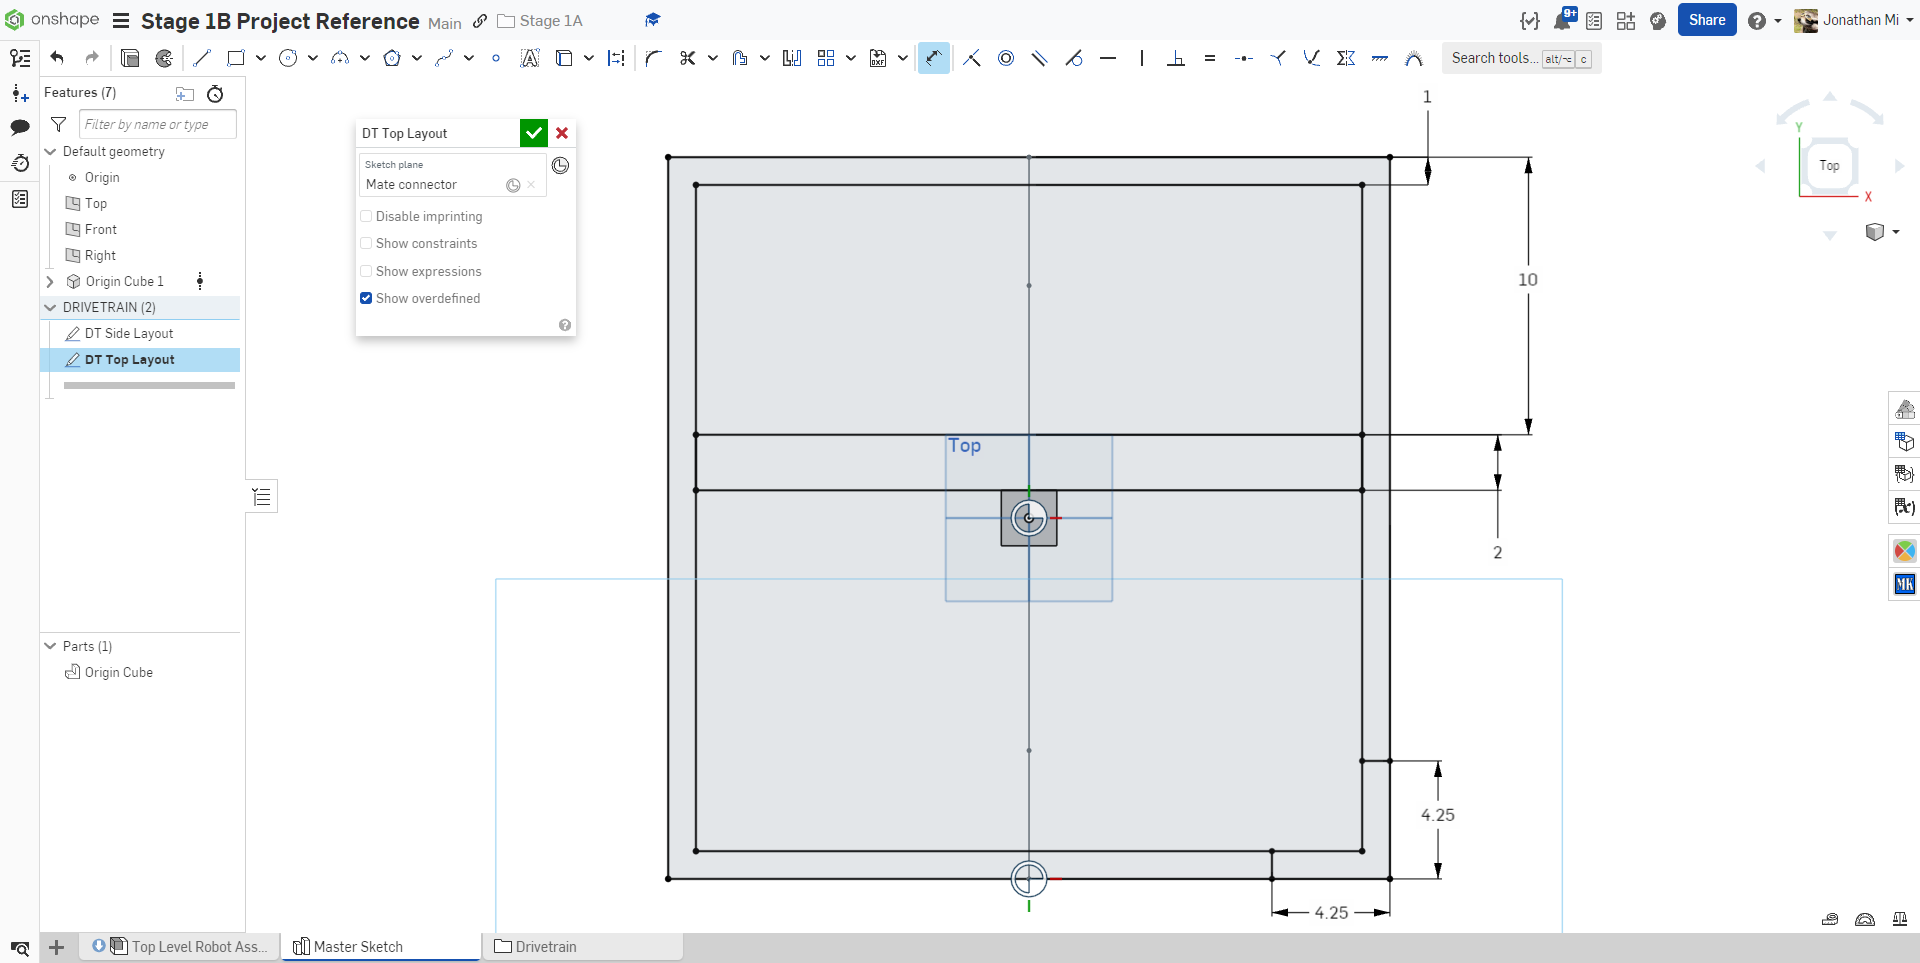 onshape
Stage 1B Project Reference
Main
Stage 1A
9+
Share
Jonathan Mi
DXF
Search tools... alt/⌥ c
Features (7)
Filter by name or type
Default geometry
Origin
Top
Front
Right
Origin Cube 1
DRIVETRAIN (2)
DT Side Layout
DT Top Layout
Parts (1)
Origin Cube
DT Top Layout
Sketch plane
Mate connector
Disable imprinting
Show constraints
Show expressions
Show overdefined
Top
1
10
2
4.25
4.25
Y
Top
X
(x)
MK
Top Level Robot Ass...
Master Sketch
Drivetrain